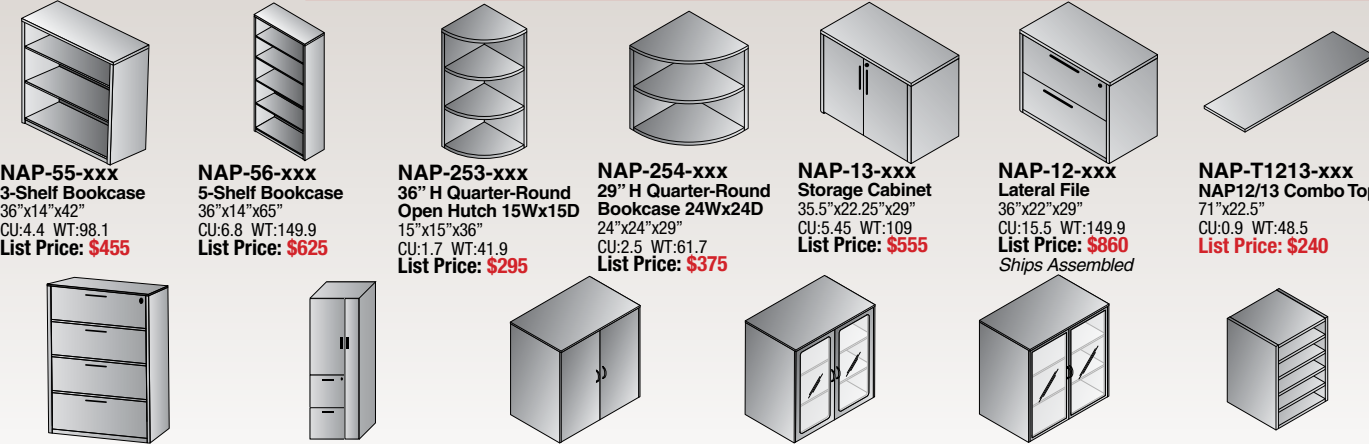 NAP-55-xxx
3-Shelf Bookcase
36"x14"x42"
CU:4.4 WT:98.1
List Price: $455
NAP-56-xxx
5-Shelf Bookcase
36"x14"x65"
CU:6.8 WT:149.9
List Price: $625
NAP-253-xxx
36” H Quarter-Round
Open Hutch 15Wx15D
15"x15"x36"
CU:1.7 WT:41.9
List Price: $295
NAP-254-xxx
29” H Quarter-Round
Bookcase 24Wx24D
24"x24"x29"
CU:2.5 WT:61.7
List Price: $375
NAP-13-xxx
Storage Cabinet
35.5"x22.25"x29"
CU:5.45 WT:109
List Price: $555
NAP-12-xxx
Lateral File
36"x22"x29"
CU:15.5 WT:149.9
List Price: $860
Ships Assembled
NAP-T1213-xxx
NAP12/13 Combo Top
71"x22.5"
CU:0.9 WT:48.5
List Price: $240